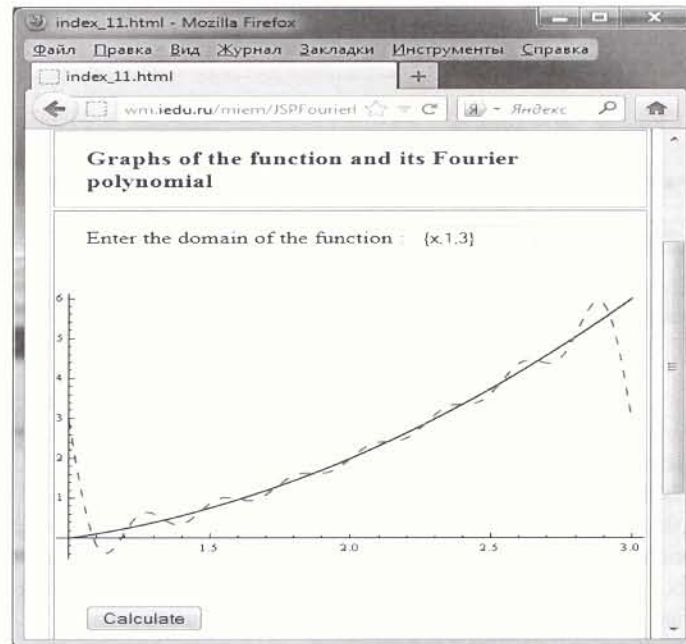 index_11.html - Mozilla Firefox
Файл Правка Вид Журнал Закладки Инструменты Справка
index_11.html +
wm.iedu.ru/miem/JSPFourierI Яндекс
Graphs of the function and its Fourier
polynomial
Enter the domain of the function : {x,1,3}
6
5
4
3
2
1
1.5 2.0 2.5 3.0
Calculate